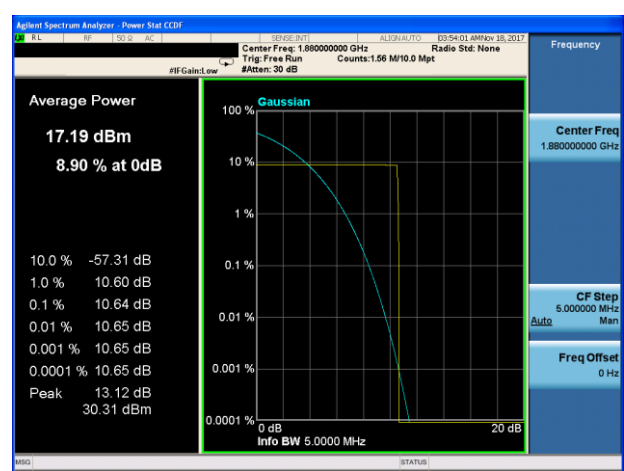 Agilent Spectrum Analyzer - Power Stat CCDF
LXI RL RF 50 Ω AC SENSE:INT ALIGNAUTO 03:54:01 AMNov 18, 2017
Center Freq: 1.880000000 GHz Radio Std: None
Trig: Free Run Counts:1.56 M/10.0 Mpt
#IFGain:Low #Atten: 30 dB
Frequency
Average Power
17.19 dBm
8.90 % at 0dB
10.0 % -57.31 dB
1.0 % 10.60 dB
0.1 % 10.64 dB
0.01 % 10.65 dB
0.001 % 10.65 dB
0.0001 % 10.65 dB
Peak 13.12 dB
30.31 dBm
Gaussian
100 %
10 %
1 %
0.1 %
0.01 %
0.001 %
0.0001 %
0 dB 20 dB
Info BW 5.0000 MHz
Center Freq
1.880000000 GHz
CF Step
5.000000 MHz
Auto Man
Freq Offset
0 Hz
MSG STATUS